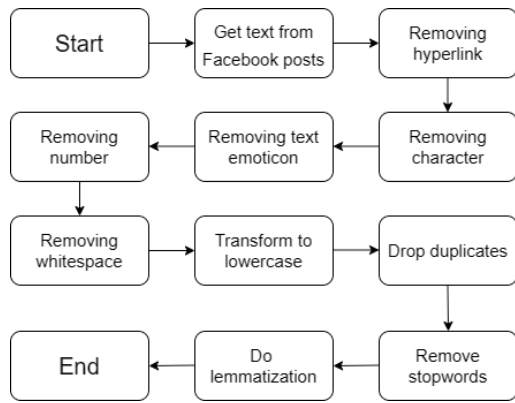 Start
Get text from
Facebook posts
Removing
hyperlink
Removing
character
Removing text
emoticon
Removing
number
Removing
whitespace
Transform to
lowercase
Drop duplicates
Remove
stopwords
Do
lemmatization
End